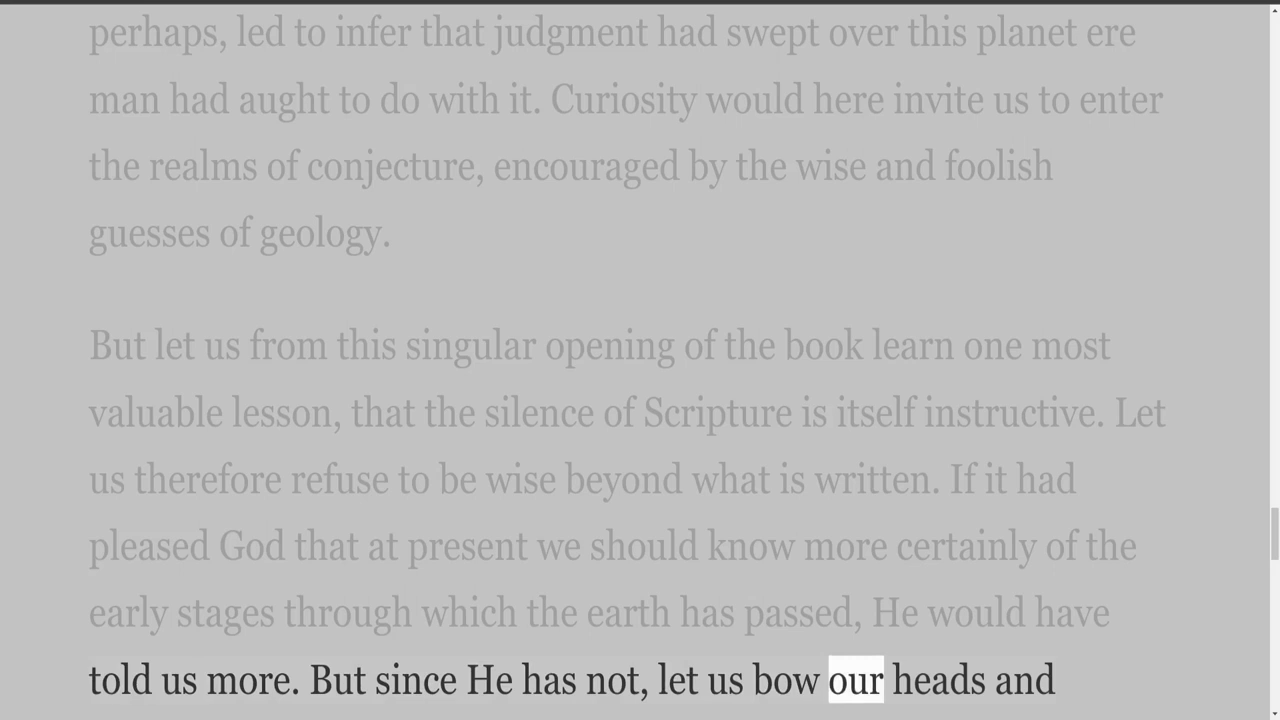 perhaps, led to infer that judgment had swept over this planet ere
man had aught to do with it. Curiosity would here invite us to enter
the realms of conjecture, encouraged by the wise and foolish
guesses of geology.
But let us from this singular opening of the book learn one most
valuable lesson, that the silence of Scripture is itself instructive. Let
us therefore refuse to be wise beyond what is written. If it had
pleased God that at present we should know more certainly of the
early stages through which the earth has passed, He would have
told us more. But since He has not, let us bow our heads and